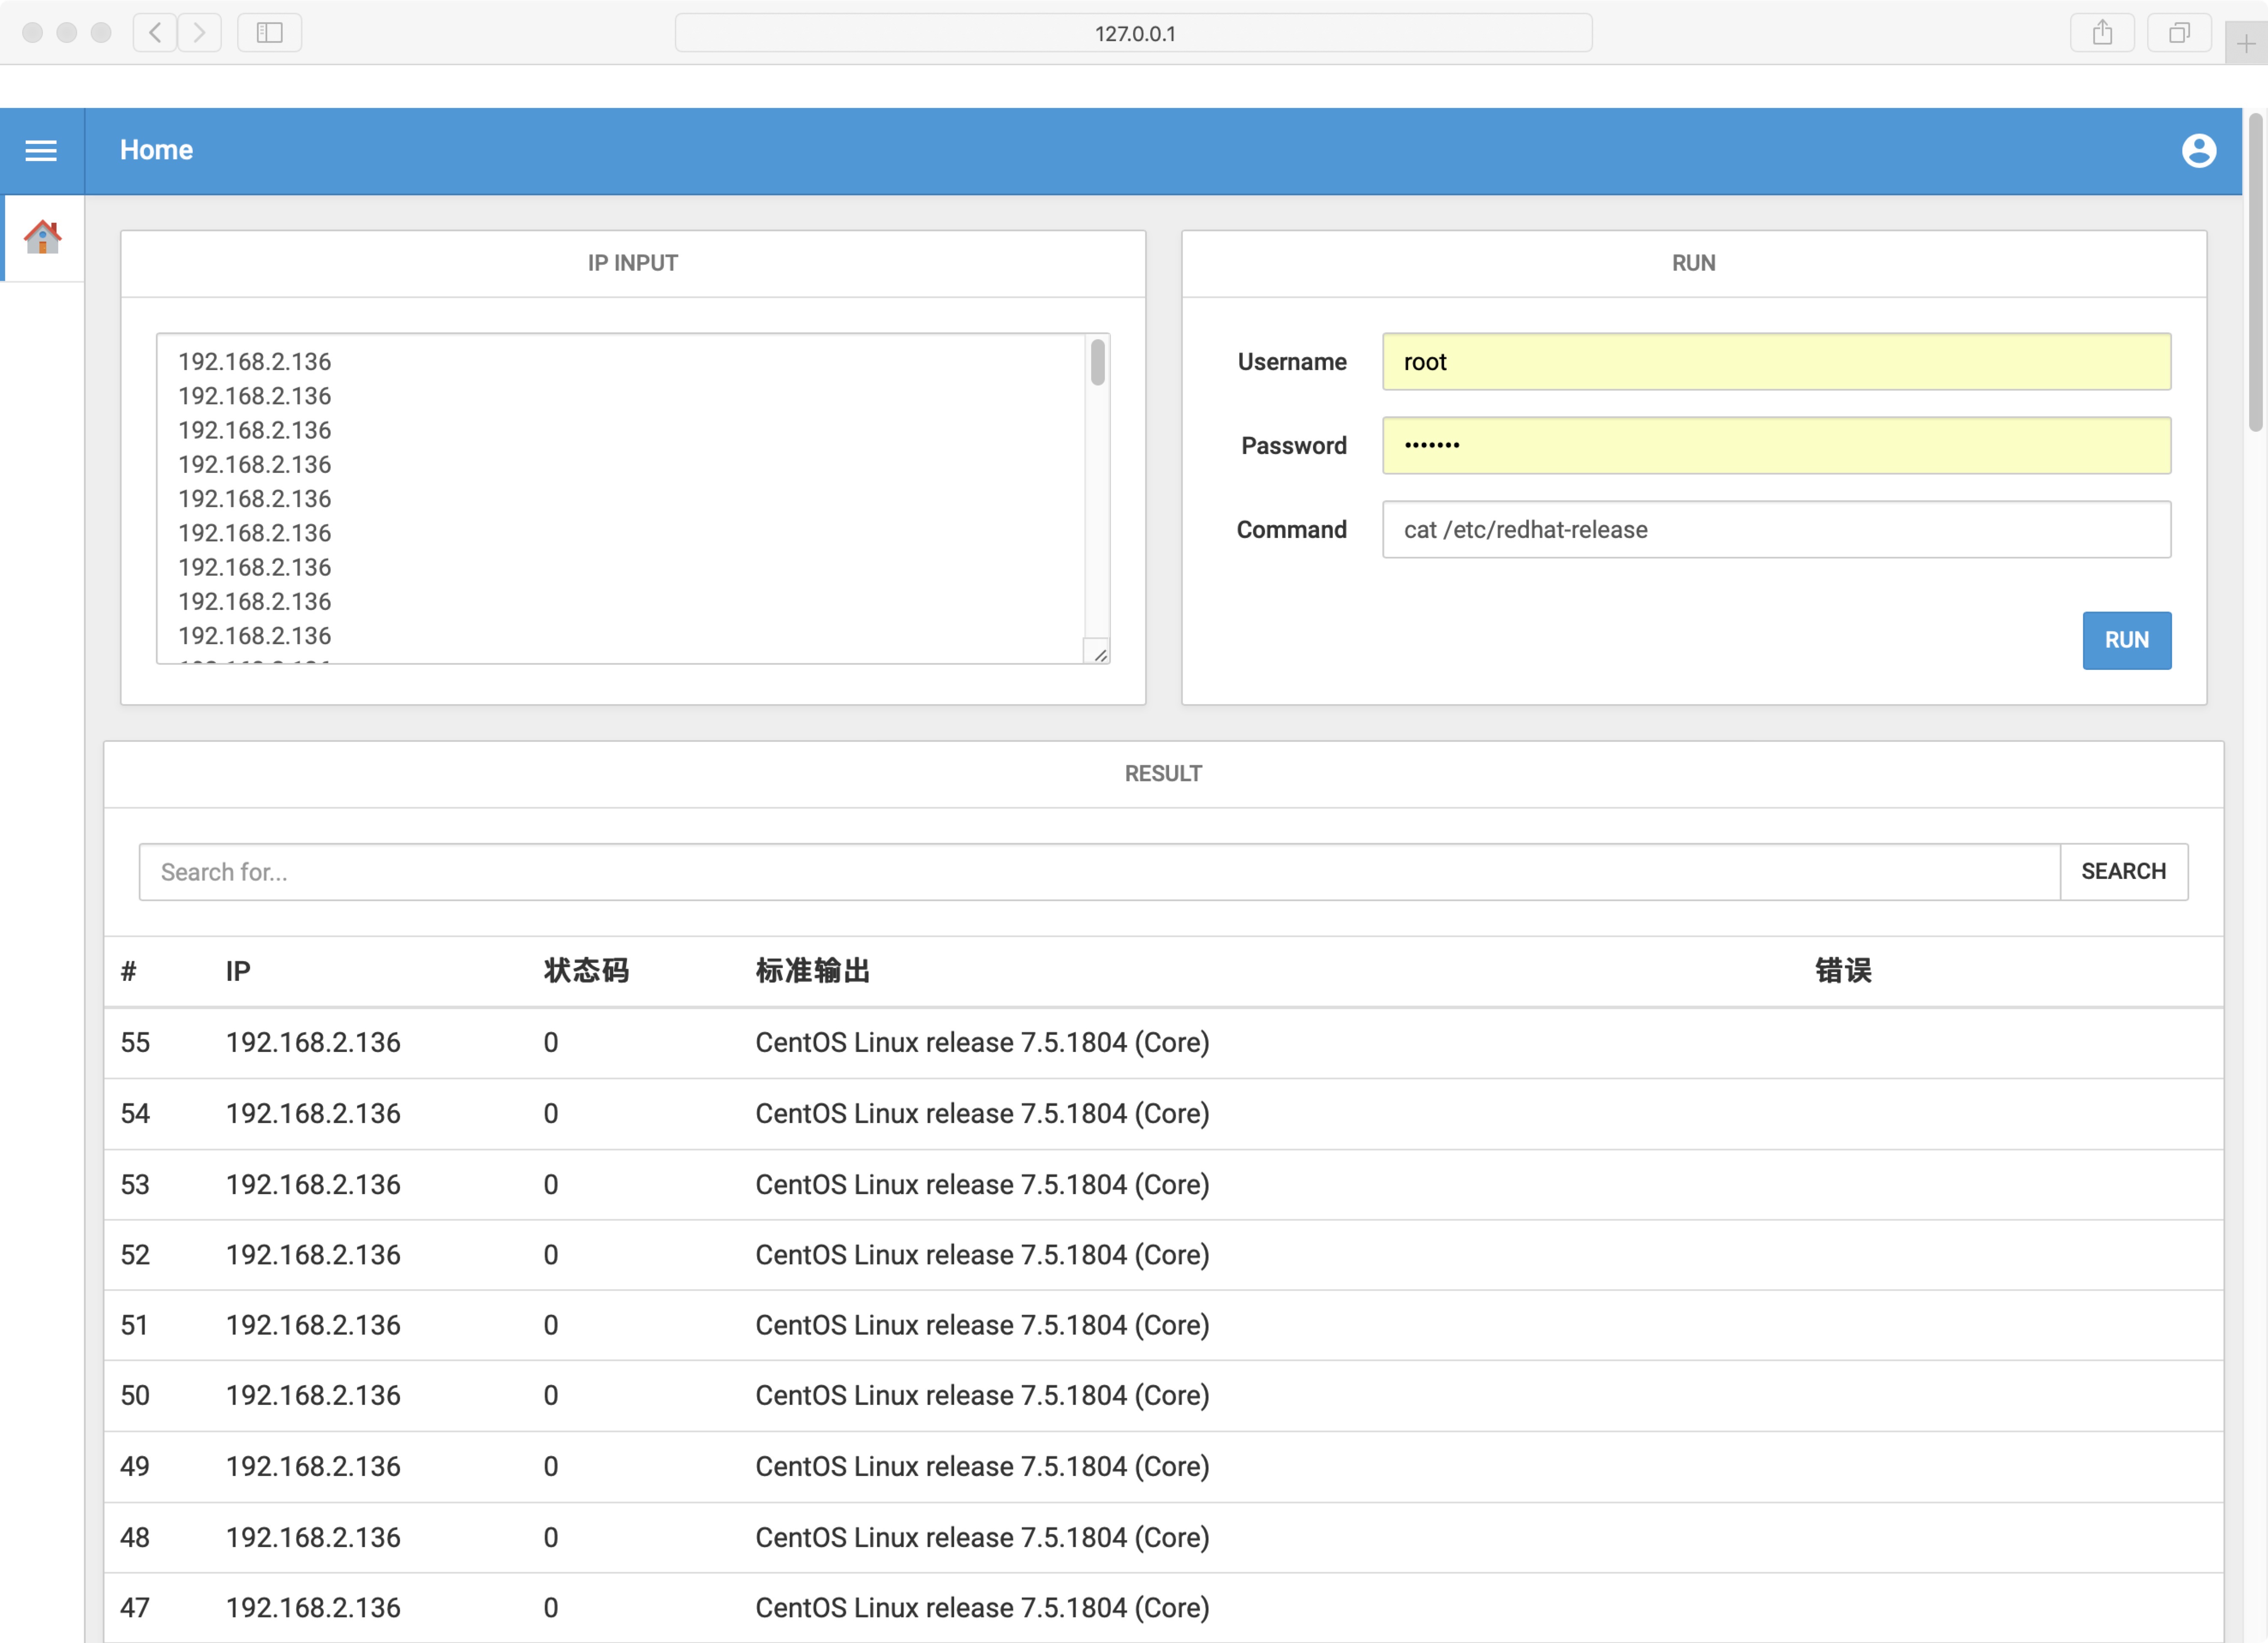 127.0.0.1
Home
IP INPUT
192.168.2.136
192.168.2.136
192.168.2.136
192.168.2.136
192.168.2.136
192.168.2.136
192.168.2.136
192.168.2.136
192.168.2.136
RUN
Username root
Password •••••••
Command cat /etc/redhat-release
RUN
RESULT
Search for... SEARCH
# IP 状态码 标准输出 错误
55 192.168.2.136 0 CentOS Linux release 7.5.1804 (Core)
54 192.168.2.136 0 CentOS Linux release 7.5.1804 (Core)
53 192.168.2.136 0 CentOS Linux release 7.5.1804 (Core)
52 192.168.2.136 0 CentOS Linux release 7.5.1804 (Core)
51 192.168.2.136 0 CentOS Linux release 7.5.1804 (Core)
50 192.168.2.136 0 CentOS Linux release 7.5.1804 (Core)
49 192.168.2.136 0 CentOS Linux release 7.5.1804 (Core)
48 192.168.2.136 0 CentOS Linux release 7.5.1804 (Core)
47 192.168.2.136 0 CentOS Linux release 7.5.1804 (Core)